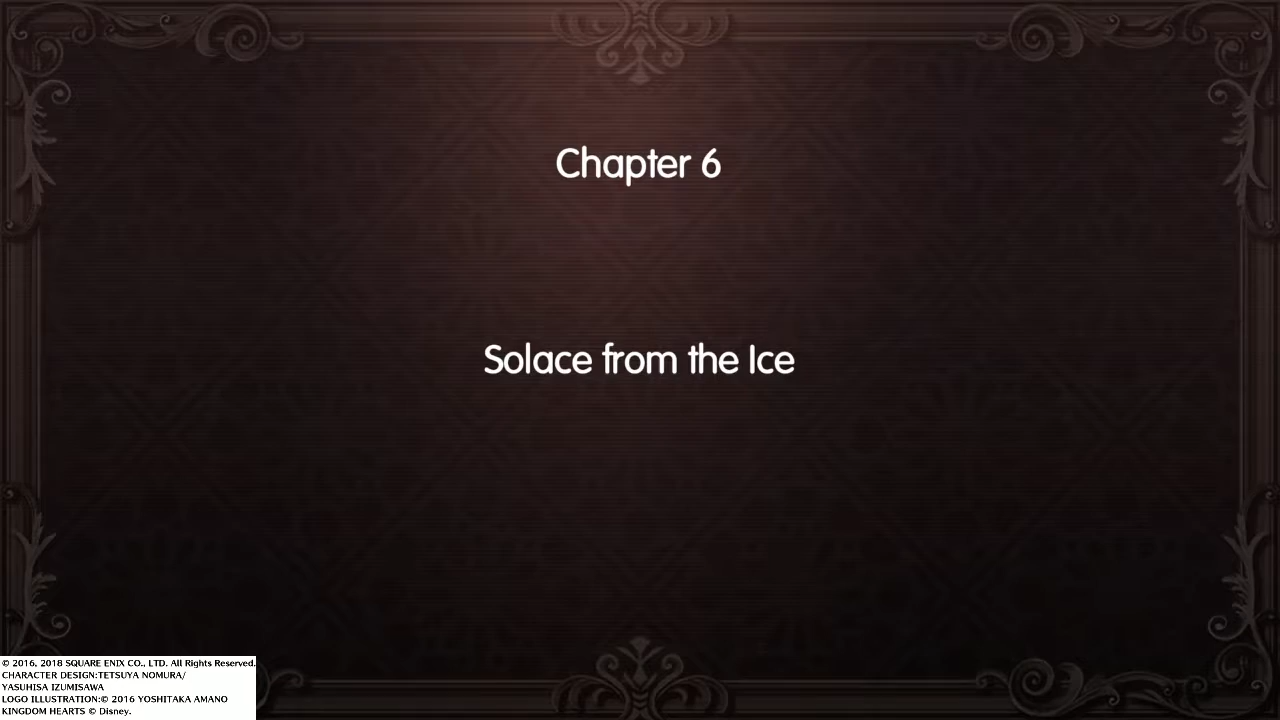 Chapter 6
Solace from the Ice
© 2016, 2018 SQUARE ENIX CO., LTD. All Rights Reserved.
CHARACTER DESIGN:TETSUYA NOMURA/
YASUHISA IZUMISAWA
LOGO ILLUSTRATION:© 2016 YOSHITAKA AMANO
KINGDOM HEARTS © Disney.